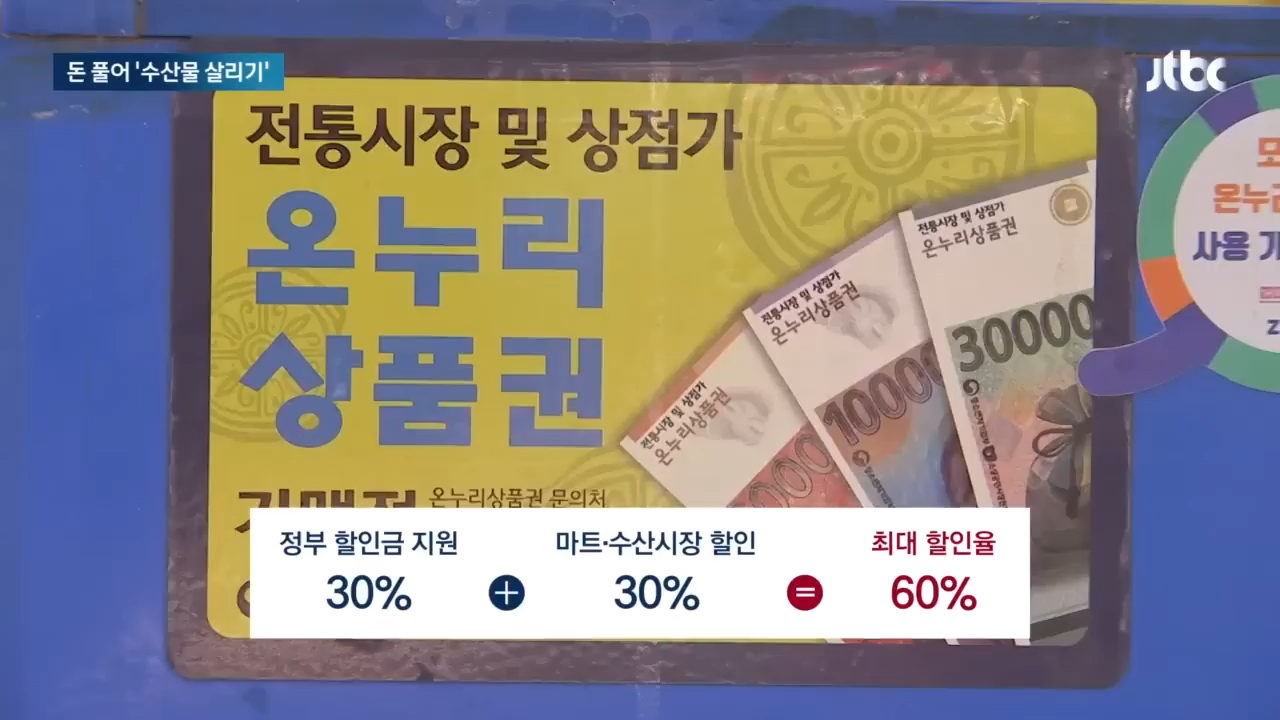 돈 풀어 '수산물 살리기'
jtbc
전통시장 및 상점가
온누리
상품권
가맹점 온누리상품권 문의처
전통시장 및 상점가
온누리상품권
전통시장 및 상점가
온누리상품권
10000
전통시장 및 상점가
온누리상품권
30000
사용
정부 할인금 지원
30%
+
마트·수산시장 할인
30%
=
최대 할인율
60%